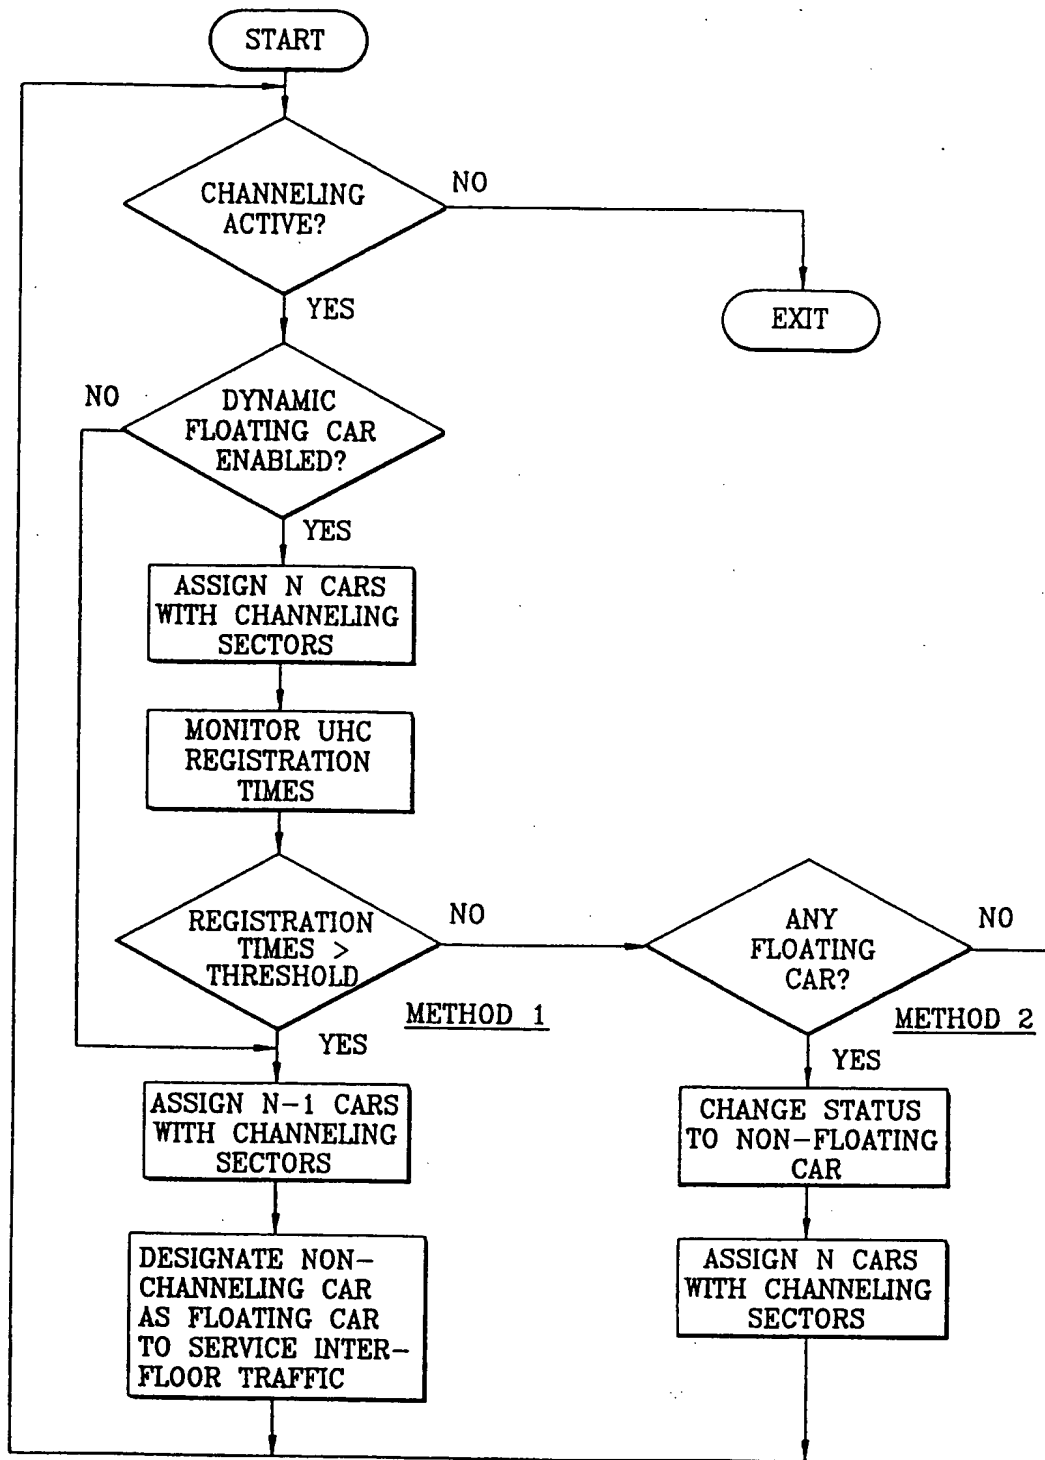 START
CHANNELING
ACTIVE?
NO
EXIT
YES
DYNAMIC
FLOATING CAR
ENABLED?
NO
YES
ASSIGN N CARS
WITH CHANNELING
SECTORS
MONITOR UHC
REGISTRATION
TIMES
REGISTRATION
TIMES >
THRESHOLD
NO
METHOD 1
YES
ANY
FLOATING
CAR?
NO
METHOD 2
YES
ASSIGN N-1 CARS
WITH CHANNELING
SECTORS
CHANGE STATUS
TO NON-FLOATING
CAR
DESIGNATE NON-
CHANNELING CAR
AS FLOATING CAR
TO SERVICE INTER-
FLOOR TRAFFIC
ASSIGN N CARS
WITH CHANNELING
SECTORS